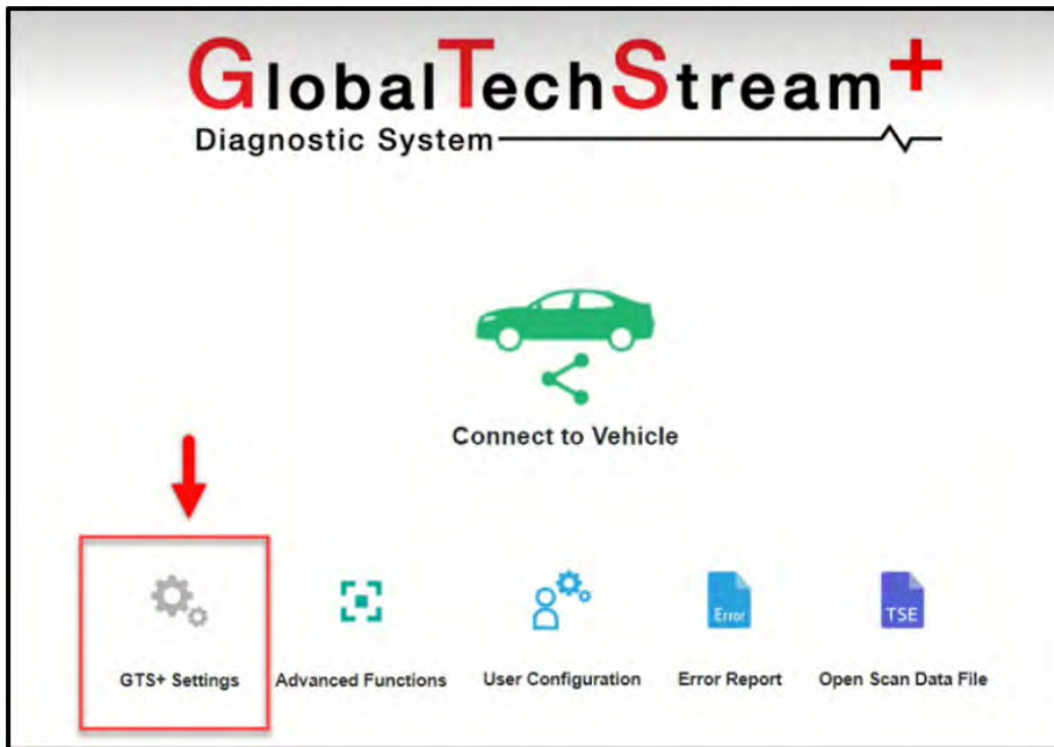 GlobalTechStream+
Diagnostic System
Connect to Vehicle
GTS+ Settings
Advanced Functions
User Configuration
Error
Error Report
TSE
Open Scan Data File